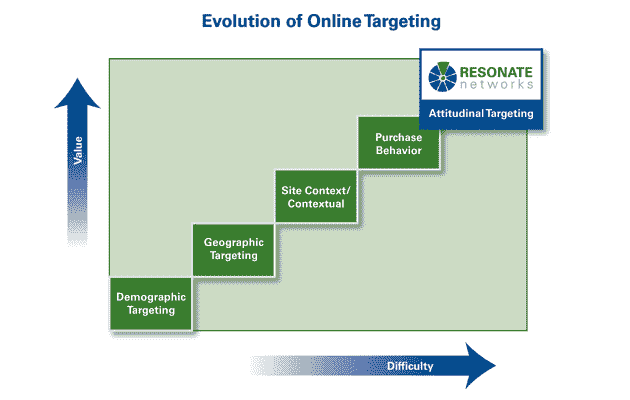 Evolution of Online Targeting
RESONATE
networks
Attitudinal Targeting
Purchase
Behavior
Site Context/
Contextual
Geographic
Targeting
Demographic
Targeting
Value
Difficulty